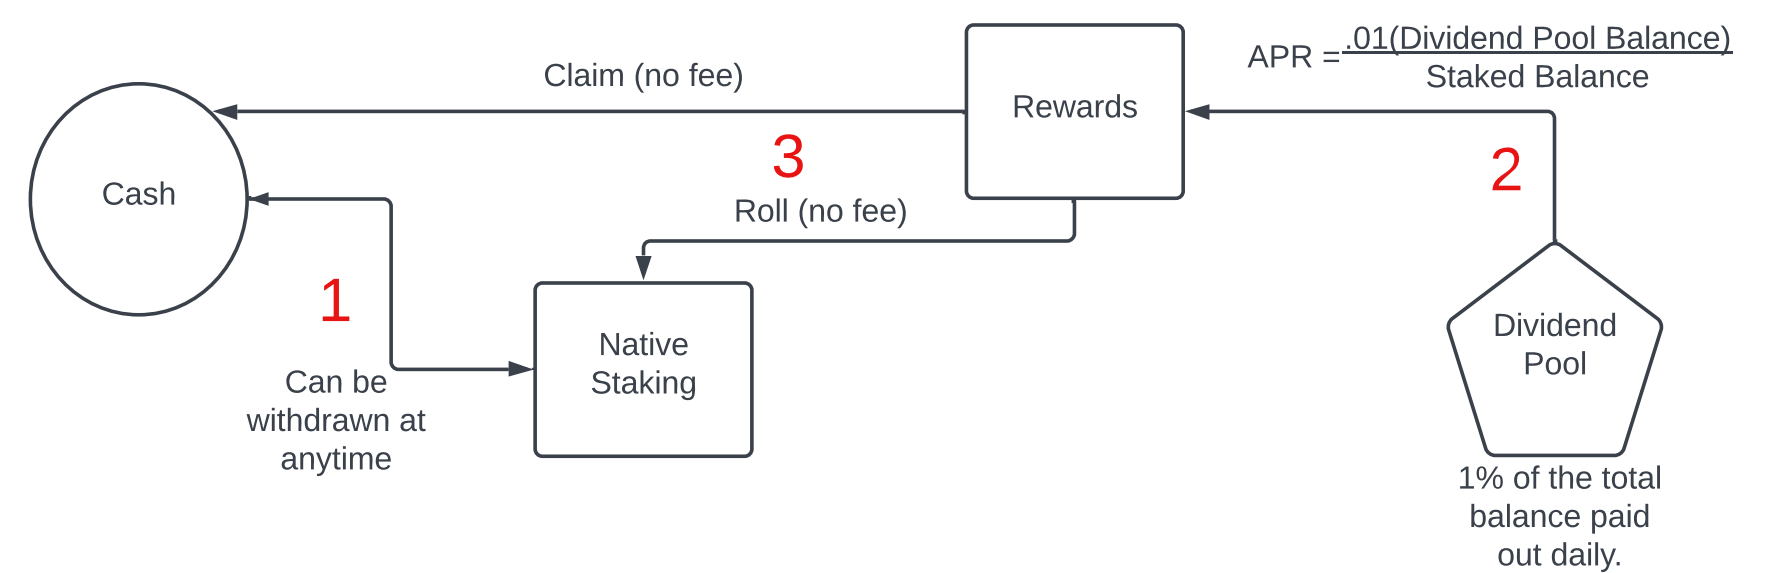 Cash
Claim (no fee)
Rewards
APR = .01(Dividend Pool Balance)
Staked Balance
3
2
Roll (no fee)
1
Can be
withdrawn at
anytime
Native
Staking
Dividend
Pool
1% of the total
balance paid
out daily.